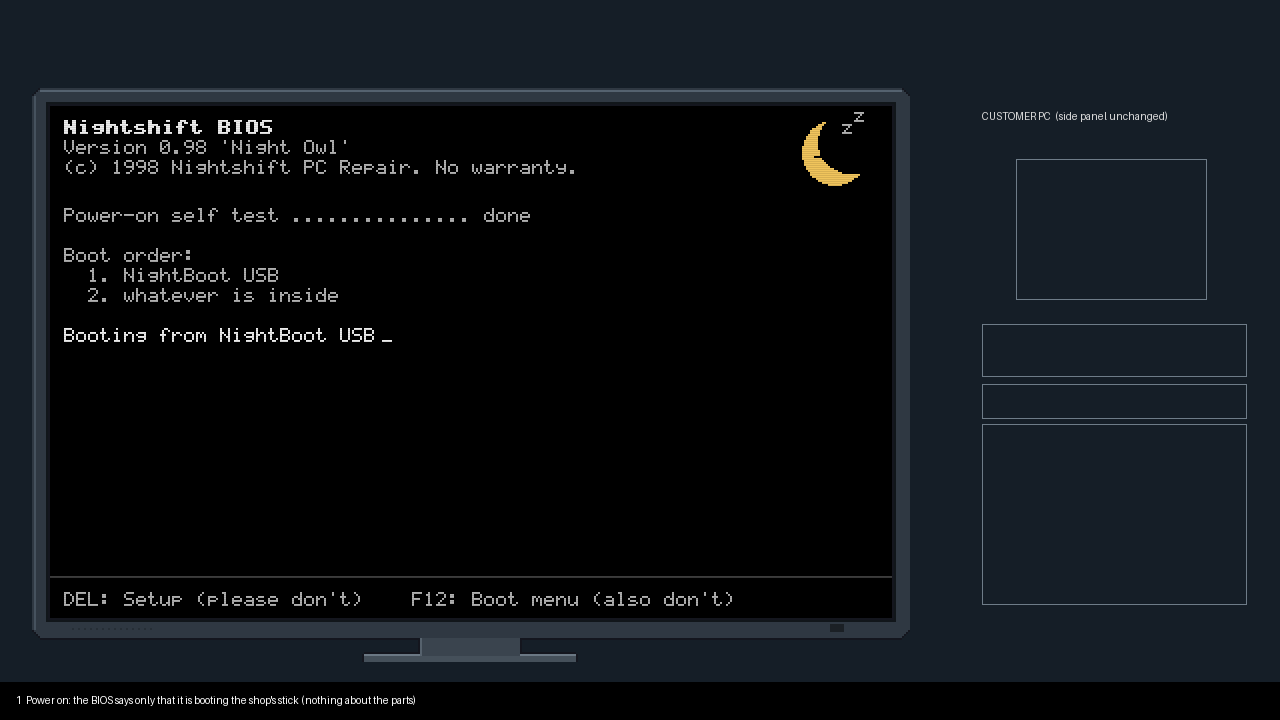 Nightshift BIOS
Version 0.98 'Night Owl'
(c) 1998 Nightshift PC Repair. No warranty.
z z
Power-on self test ............... done
Boot order:
1. NightBoot USB
2. whatever is inside
Booting from NightBoot USB _
DEL: Setup (please don't) F12: Boot menu (also don't)
CUSTOMER PC (side panel unchanged)
1 Power on: the BIOS says only that it is booting the shop's stick (nothing about the parts)